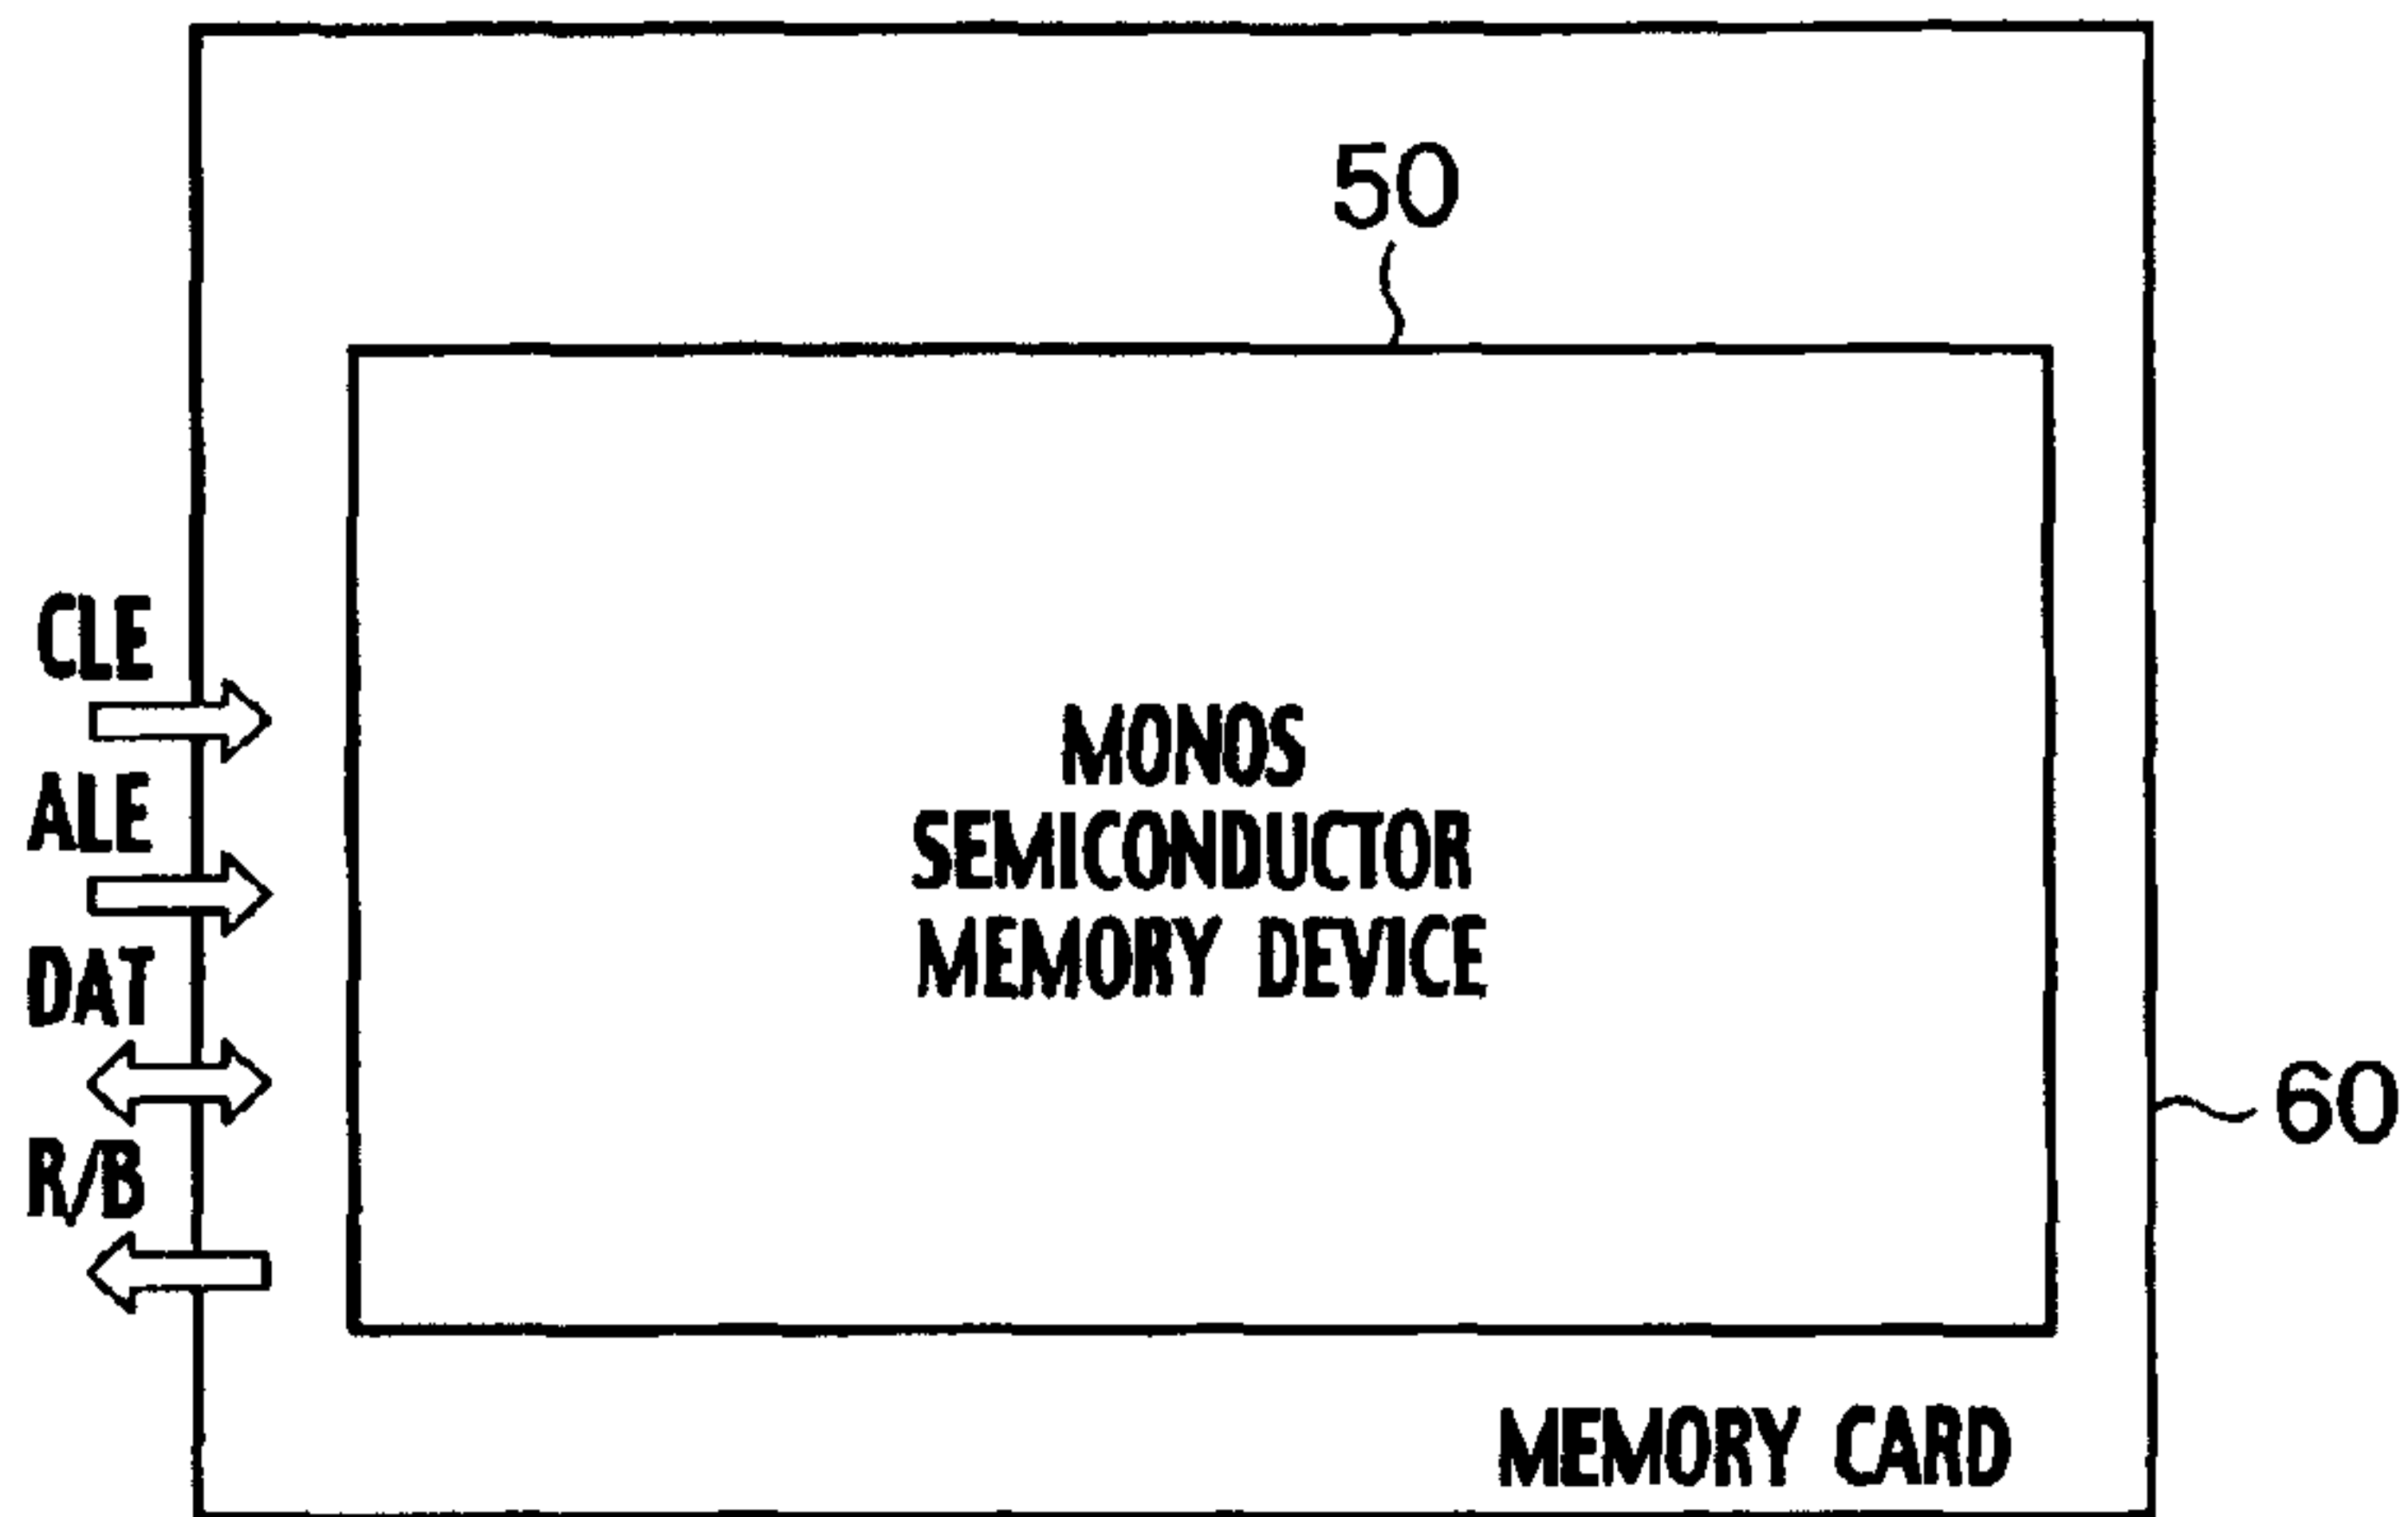 50
CLE
ALE
DAT
R/B
MONOS
SEMICONDUCTOR
MEMORY DEVICE
60
MEMORY CARD